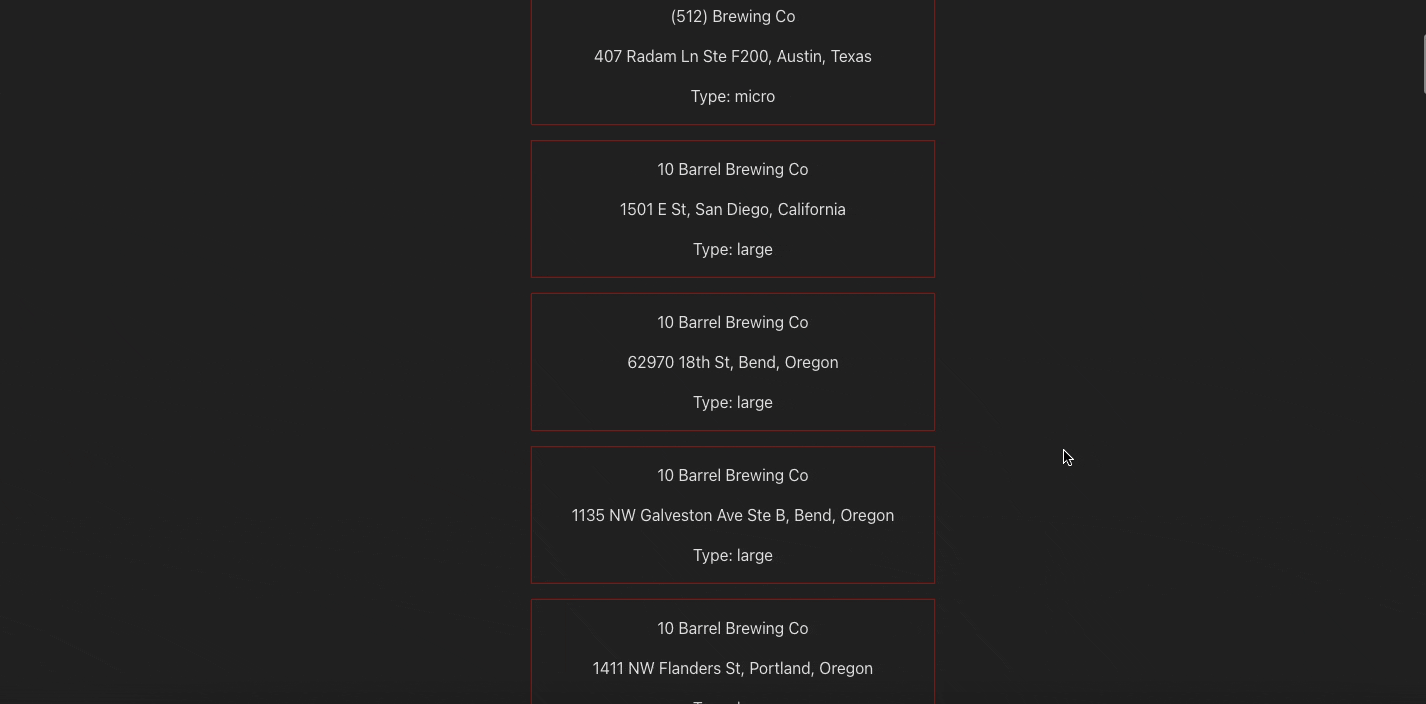 (512) Brewing Co
407 Radam Ln Ste F200, Austin, Texas
Type: micro
10 Barrel Brewing Co
1501 E St, San Diego, California
Type: large
10 Barrel Brewing Co
62970 18th St, Bend, Oregon
Type: large
10 Barrel Brewing Co
1135 NW Galveston Ave Ste B, Bend, Oregon
Type: large
10 Barrel Brewing Co
1411 NW Flanders St, Portland, Oregon